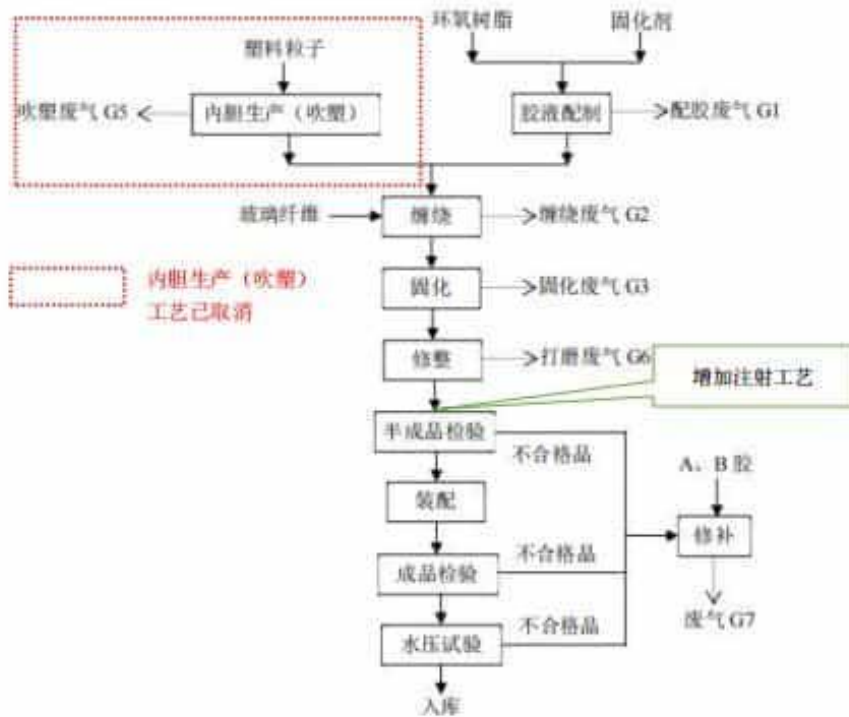 环氧树脂
固化剂
塑料粒子
吹塑废气 G5
内胆生产（吹塑）
胶液配制
配胶废气 G1
玻璃纤维
缠绕
缠绕废气 G2
内胆生产（吹塑）
工艺已取消
固化
固化废气 G3
修整
打磨废气 G6
增加注射工艺
半成品检验
不合格品
A、B 胶
装配
修补
不合格品
成品检验
废气 G7
不合格品
水压试验
入库